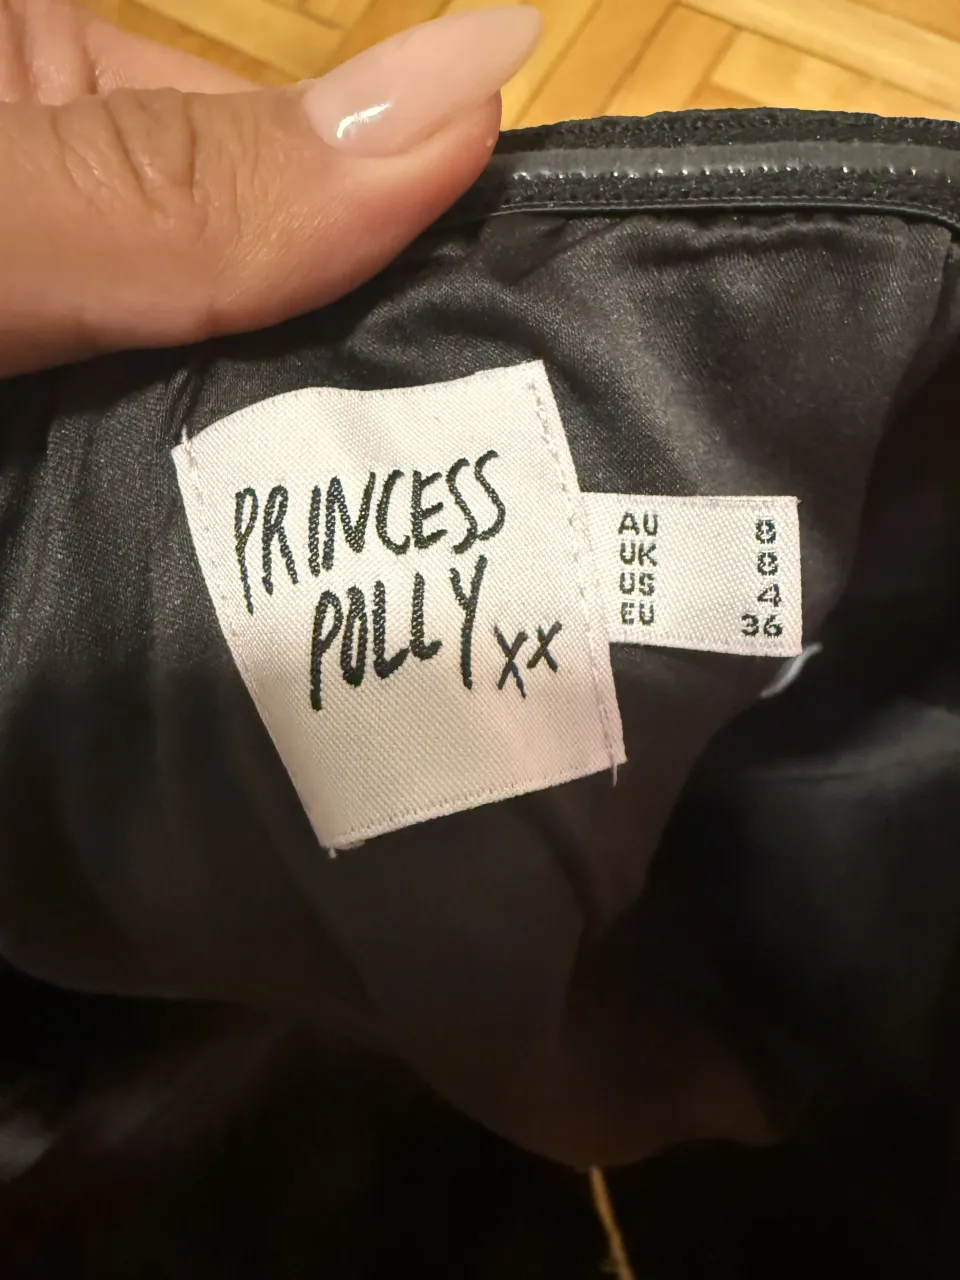 PRINCESS
POLLY xx
AU 8
UK 8
US 4
EU 36